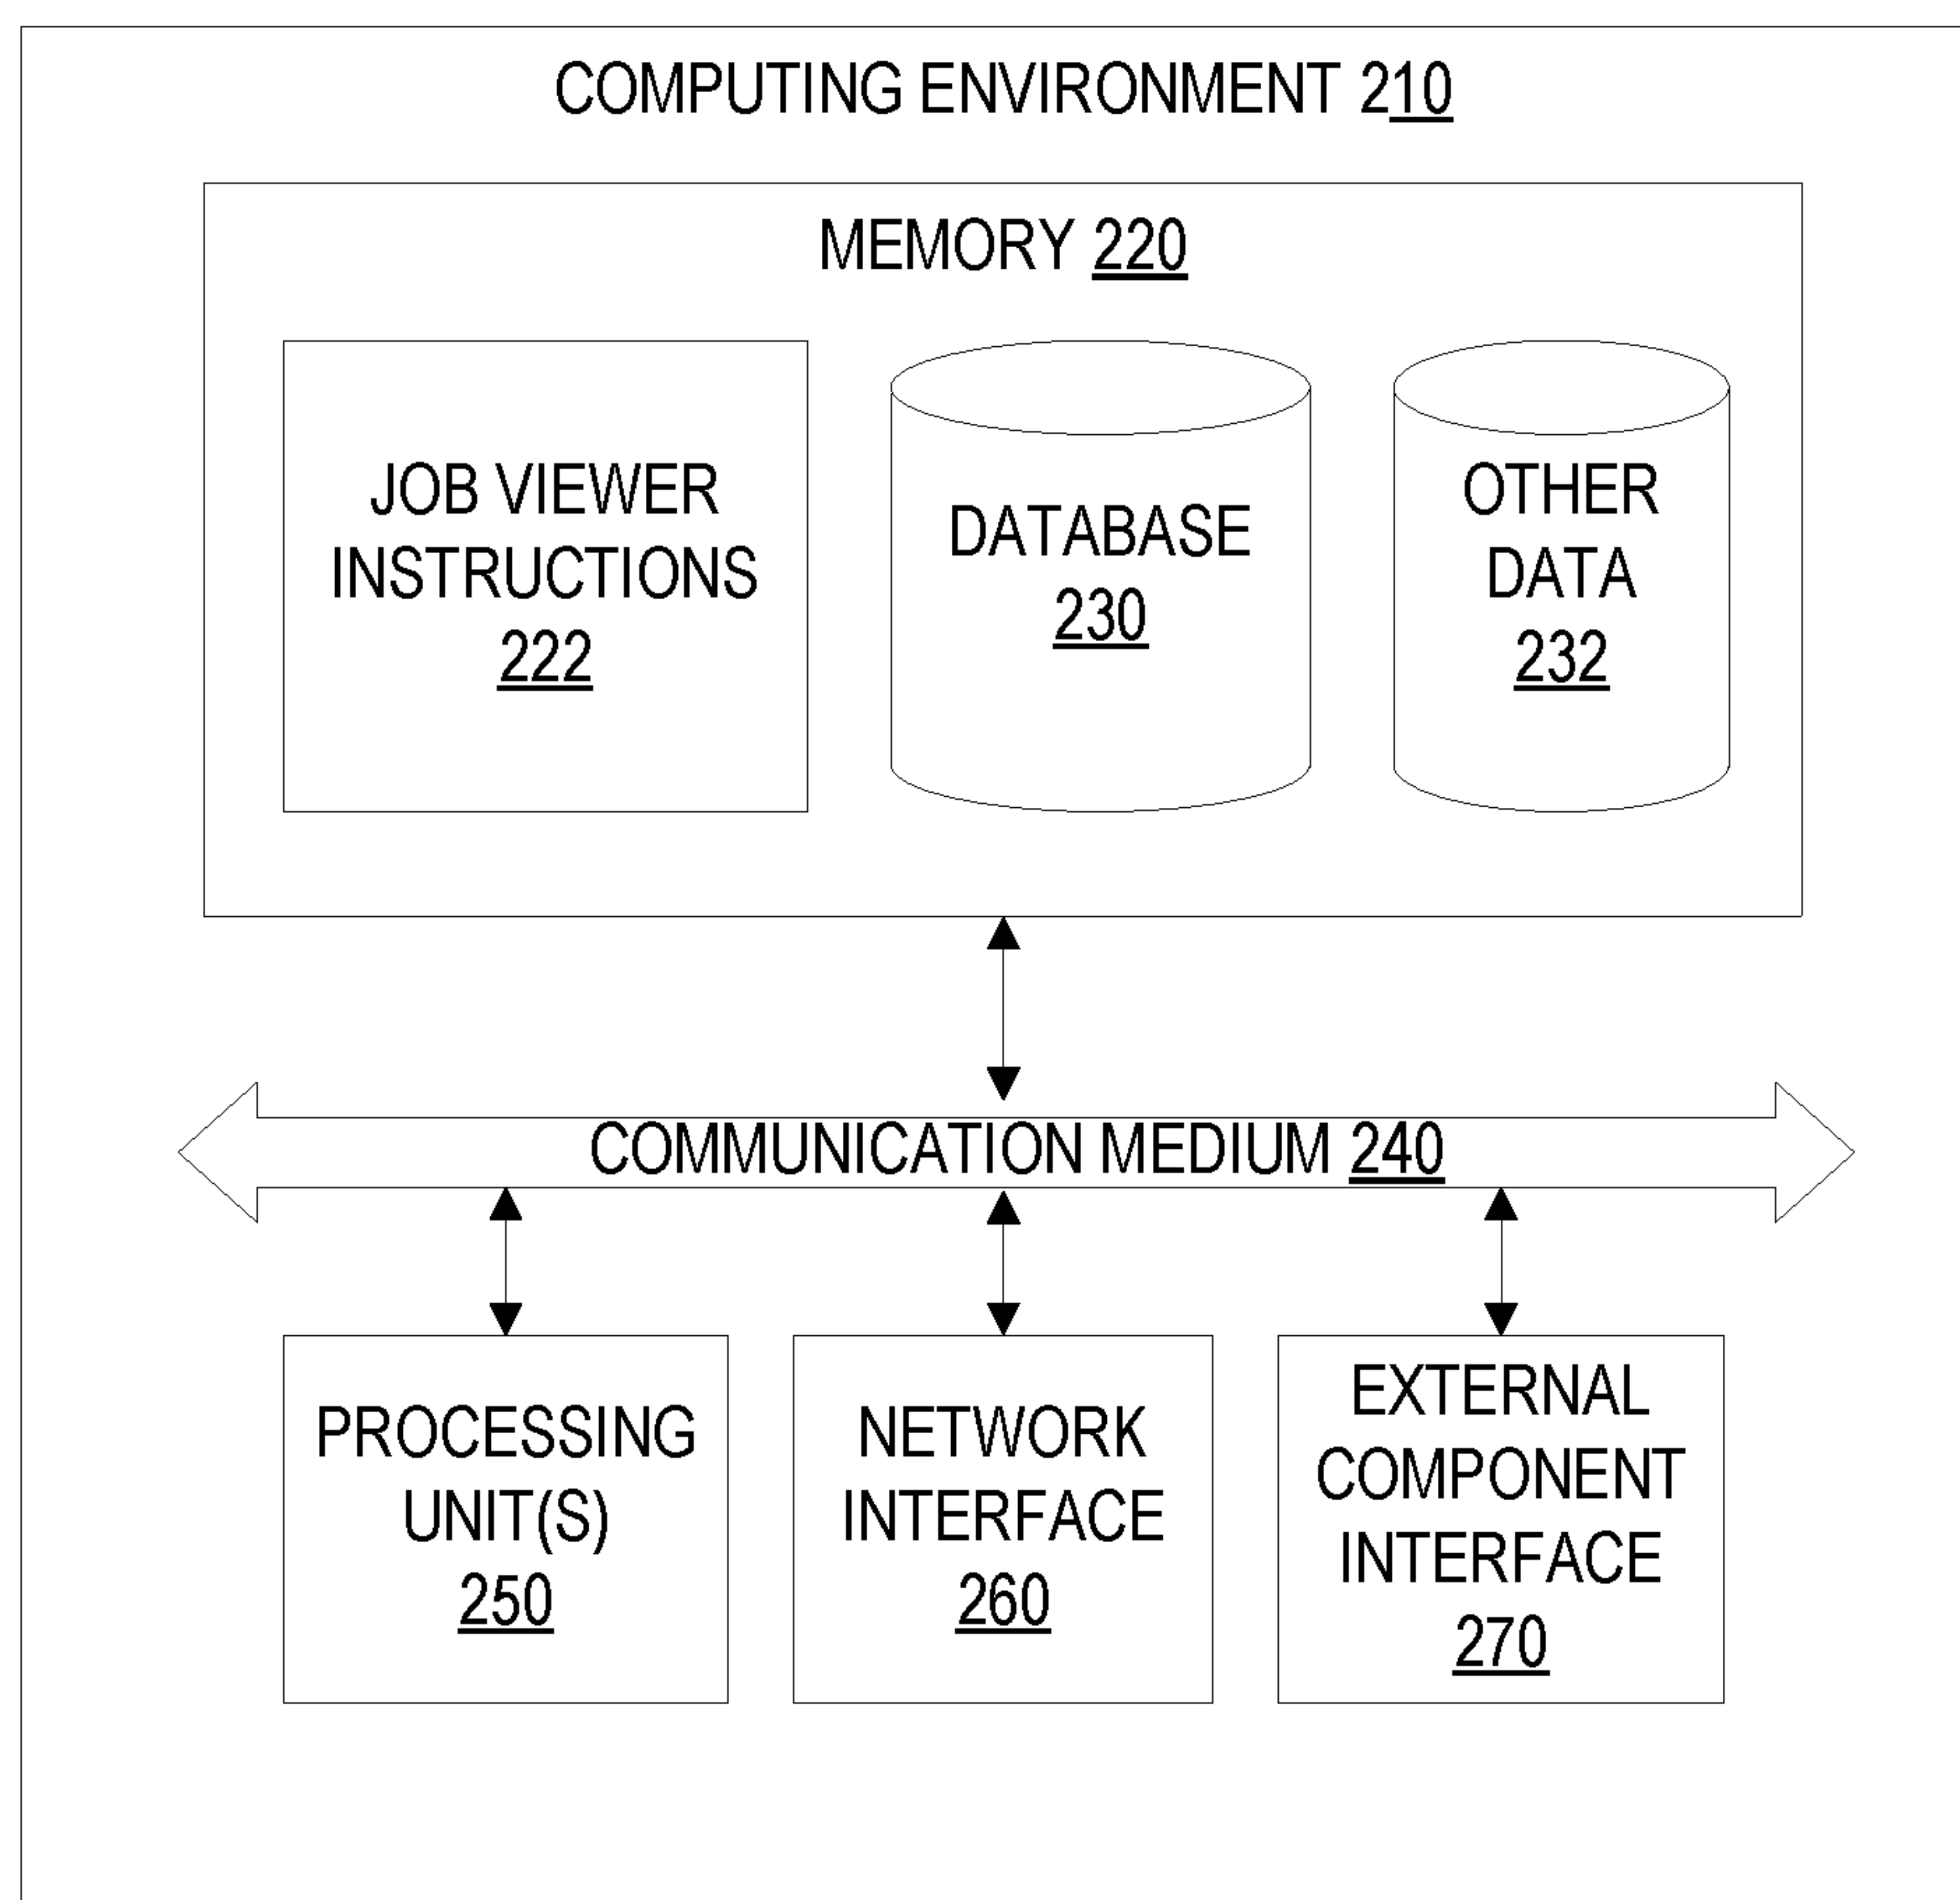 COMPUTING ENVIRONMENT 210
MEMORY 220
JOB VIEWER
INSTRUCTIONS
222
DATABASE
230
OTHER
DATA
232
COMMUNICATION MEDIUM 240
PROCESSING
UNIT(S)
250
NETWORK
INTERFACE
260
EXTERNAL
COMPONENT
INTERFACE
270